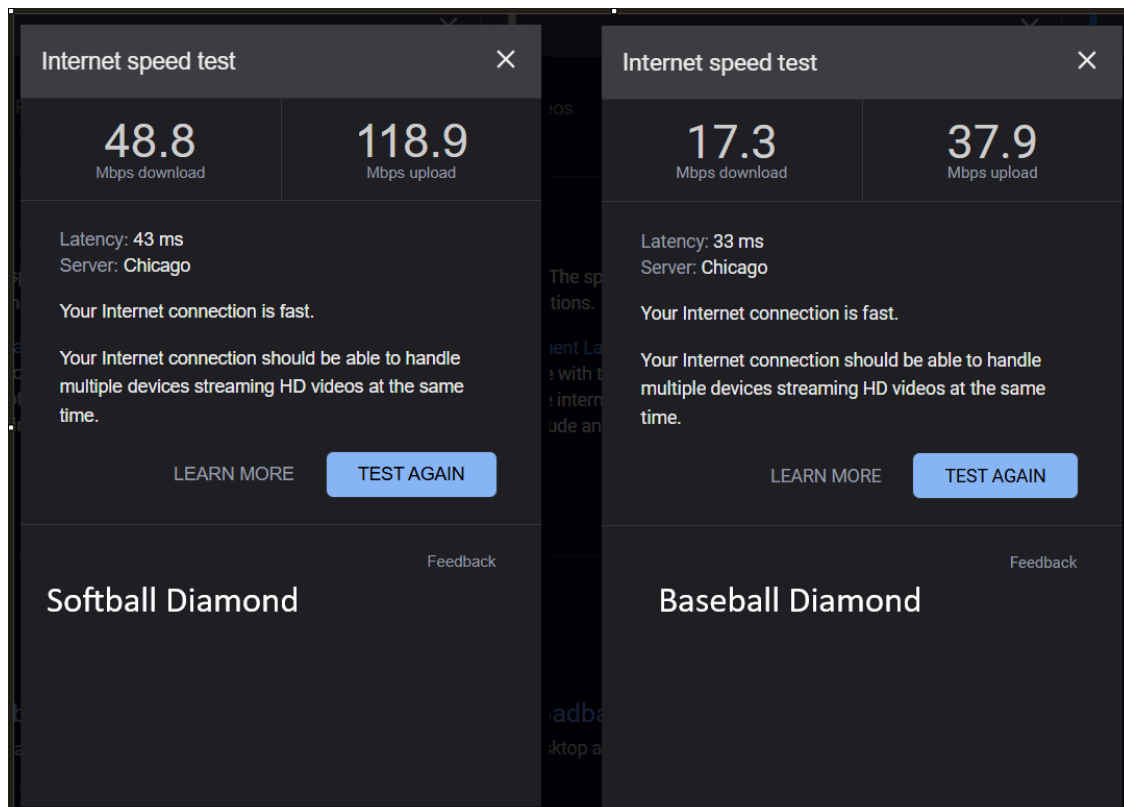 Internet speed test
48.8
Mbps download
118.9
Mbps upload
Latency: 43 ms
Server: Chicago
Your Internet connection is fast.
Your Internet connection should be able to handle
multiple devices streaming HD videos at the same
time.
LEARN MORE
TEST AGAIN
Feedback
Softball Diamond
Internet speed test
17.3
Mbps download
37.9
Mbps upload
Latency: 33 ms
Server: Chicago
Your Internet connection is fast.
Your Internet connection should be able to handle
multiple devices streaming HD videos at the same
time.
LEARN MORE
TEST AGAIN
Feedback
Baseball Diamond
The sp
tions.